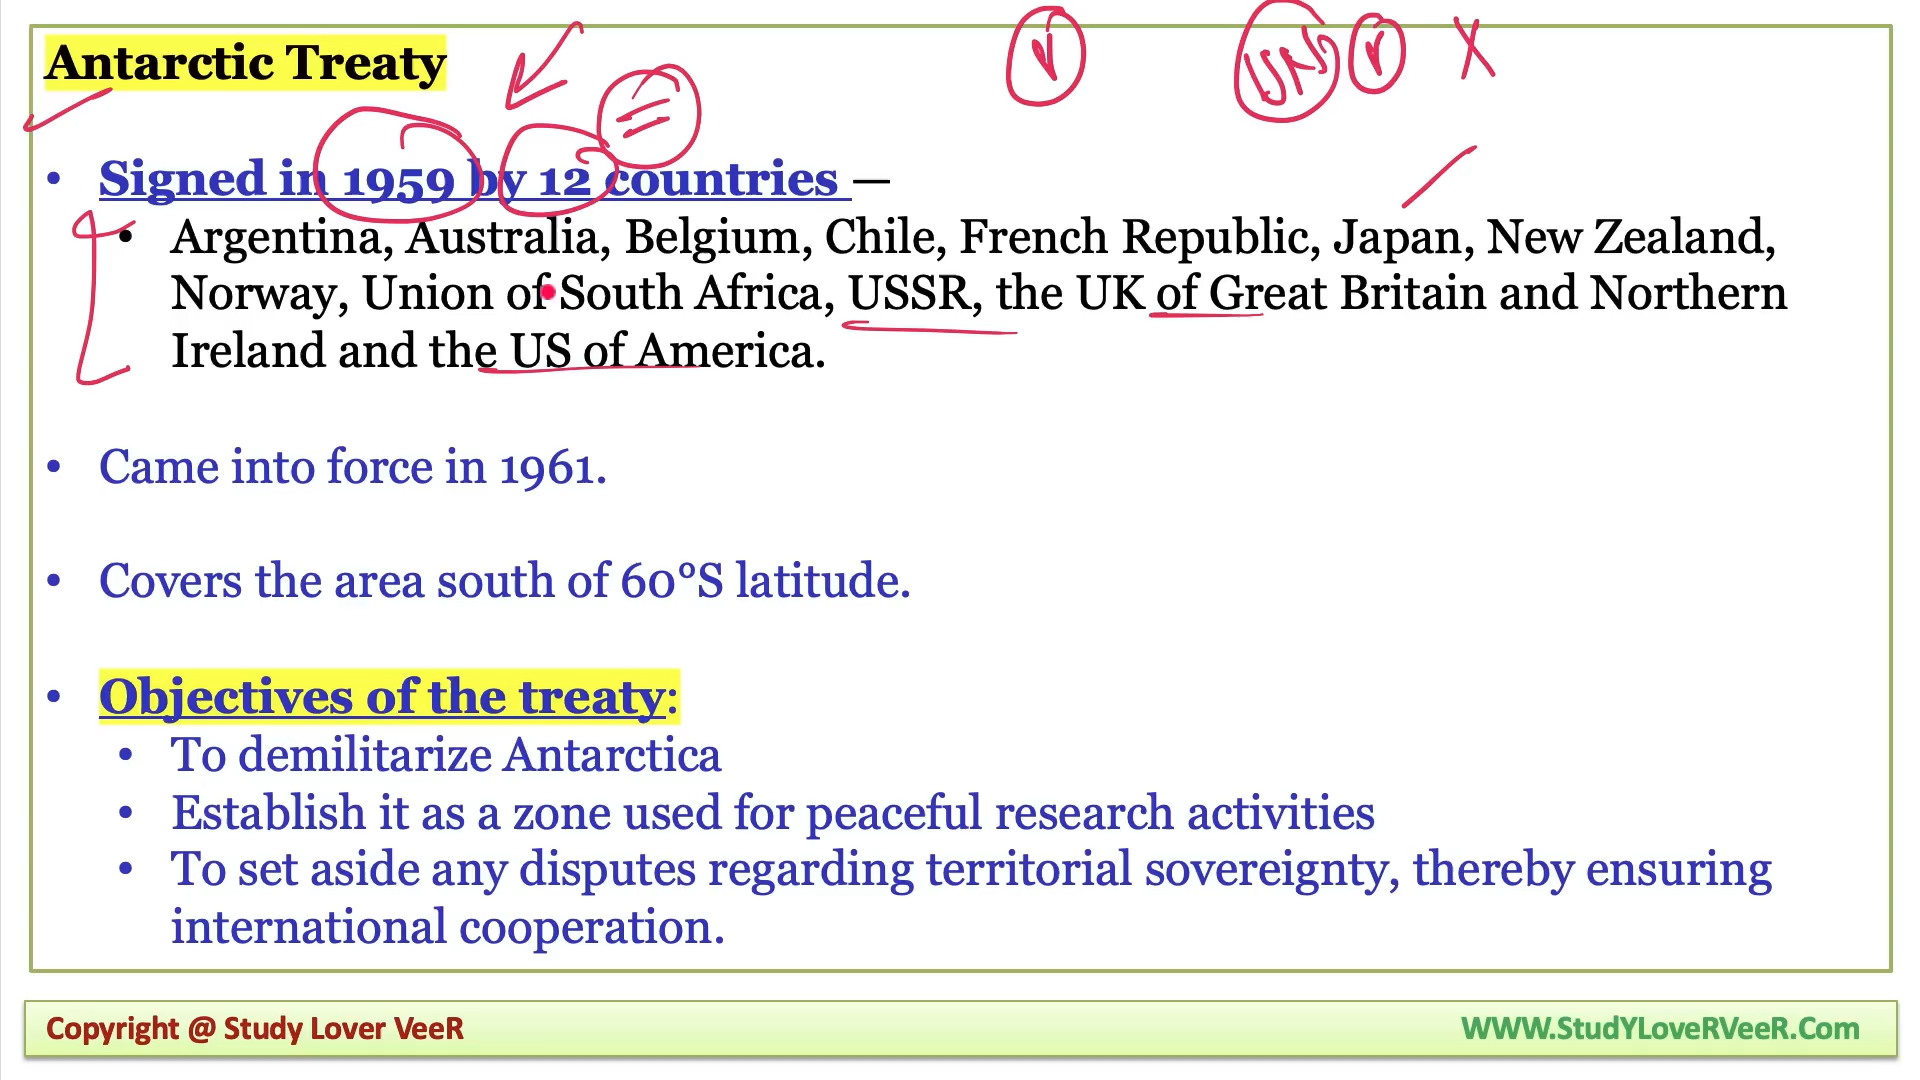 Antarctic Treaty
• Signed in 1959 by 12 countries —
• Argentina, Australia, Belgium, Chile, French Republic, Japan, New Zealand,
Norway, Union of South Africa, USSR, the UK of Great Britain and Northern
Ireland and the US of America.
• Came into force in 1961.
• Covers the area south of 60°S latitude.
• Objectives of the treaty:
• To demilitarize Antarctica
• Establish it as a zone used for peaceful research activities
• To set aside any disputes regarding territorial sovereignty, thereby ensuring
international cooperation.
Copyright @ Study Lover VeeR
WWW.StudYLoveRVeeR.Com